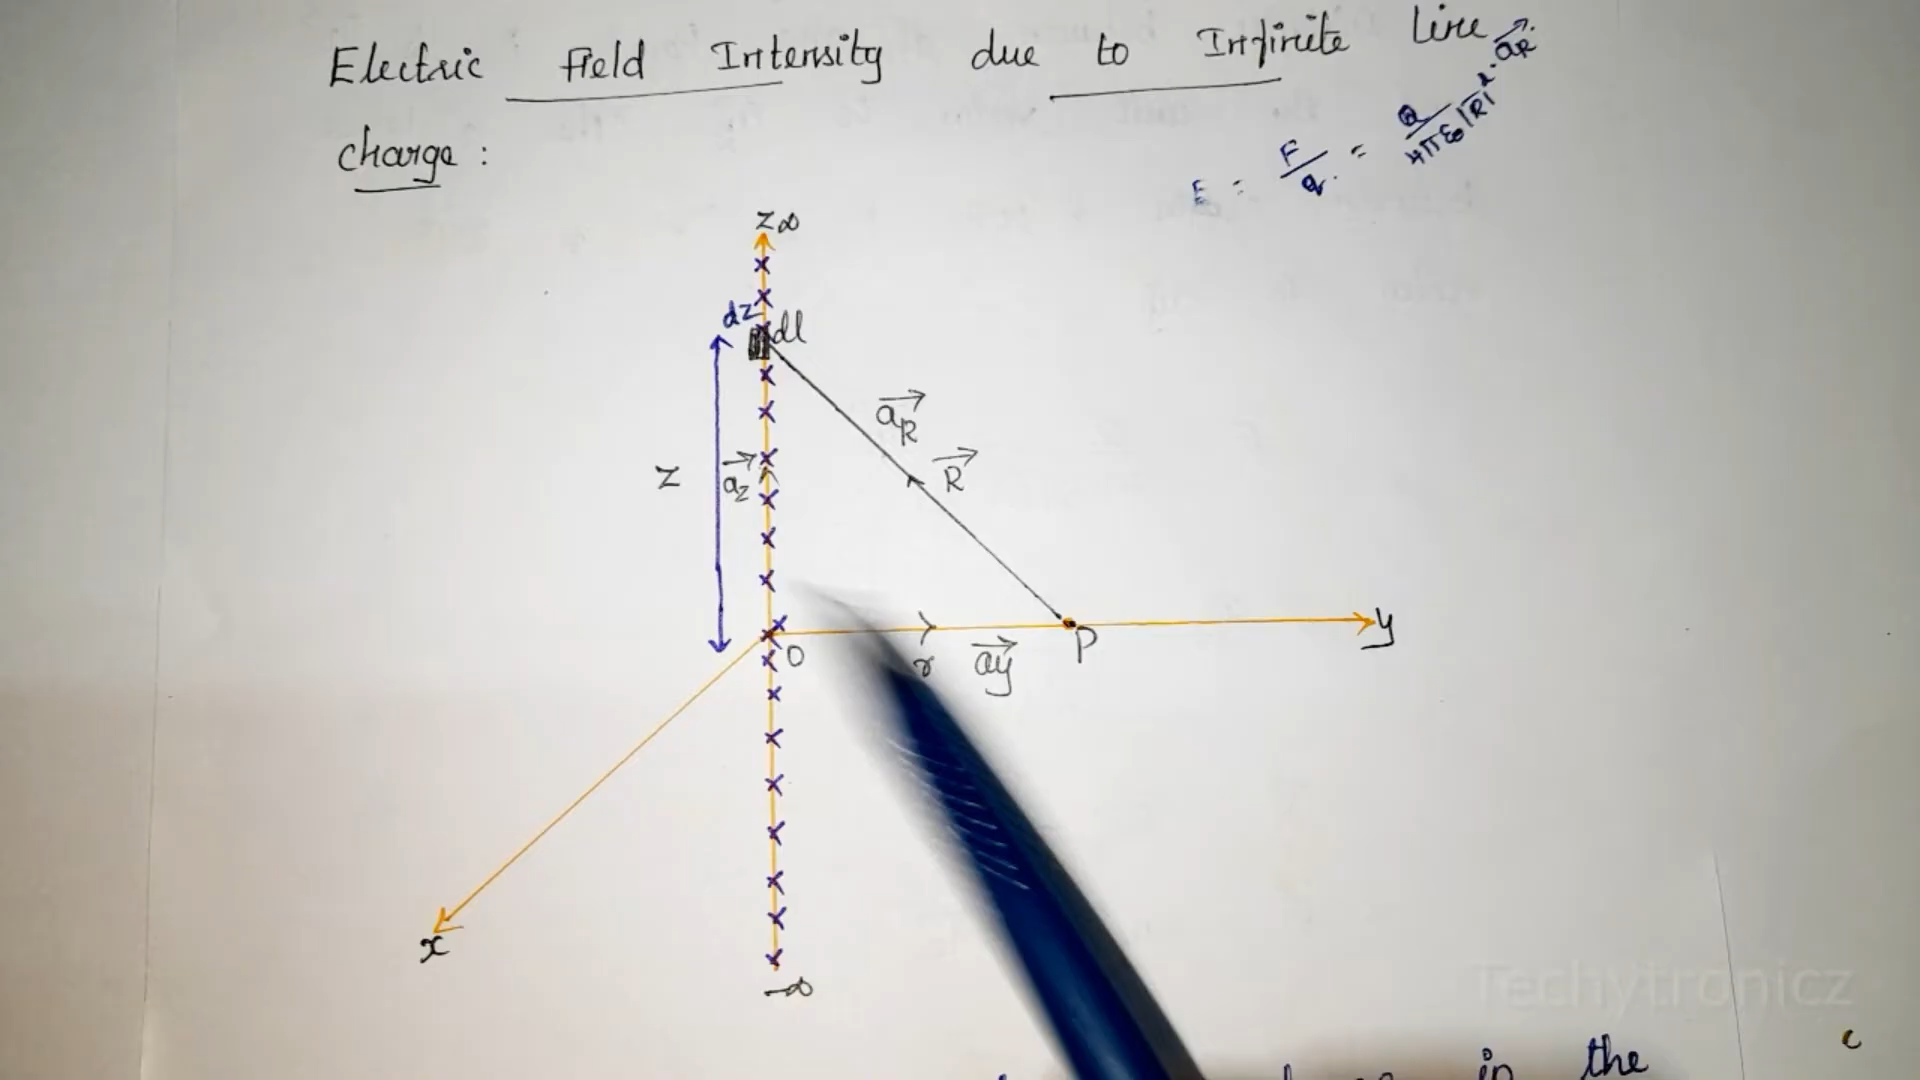 Electric Field Intensity due to Infinite line
charge :
E = F/Q = Q/4πε0|R|² . aR
z ∞
dz
dl
aR
R
z
az
O
r
ay
P
y
x
-∞
Techytronicz
in the